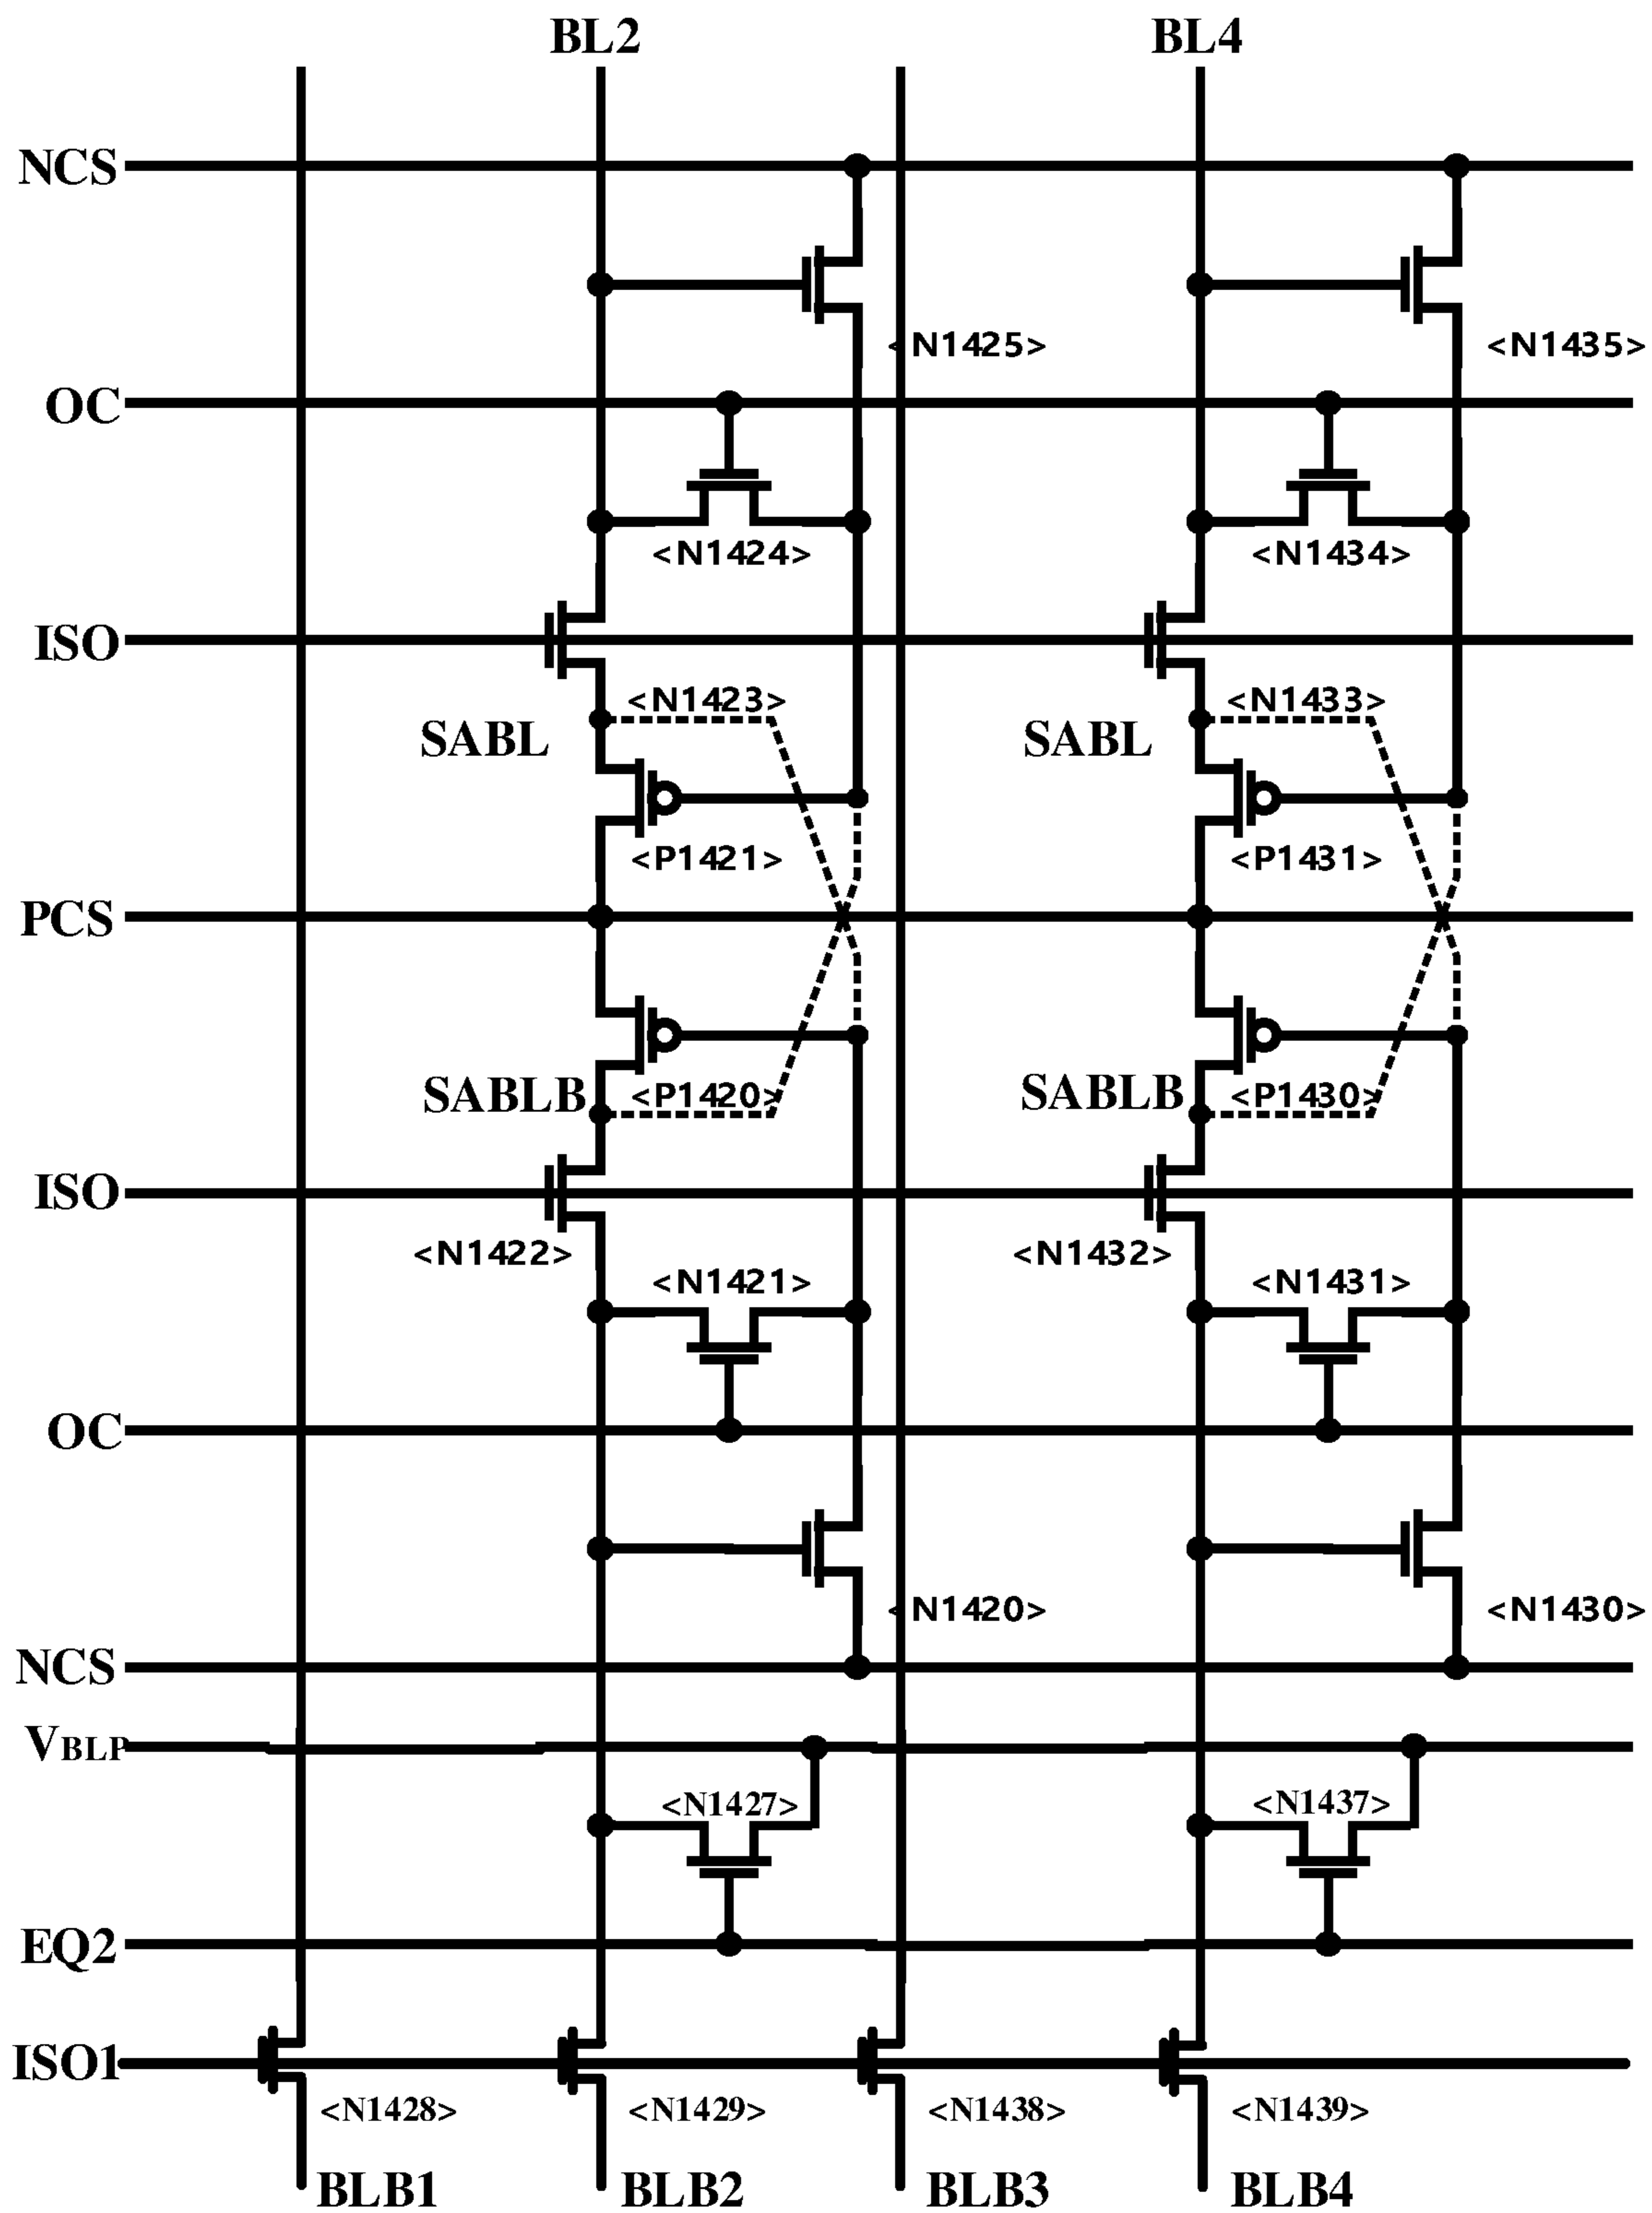 BL2 BL4
NCS
<N1425> <N1435>
OC
<N1424> <N1434>
ISO
<N1423> <N1433>
SABL SABL
<P1421> <P1431>
PCS
SABLB <P1420> SABLB <P1430>
ISO
<N1422> <N1432>
<N1421> <N1431>
OC
<N1420> <N1430>
NCS
VBLP
<N1427> <N1437>
EQ2
ISO1
<N1428> <N1429> <N1438> <N1439>
BLB1 BLB2 BLB3 BLB4